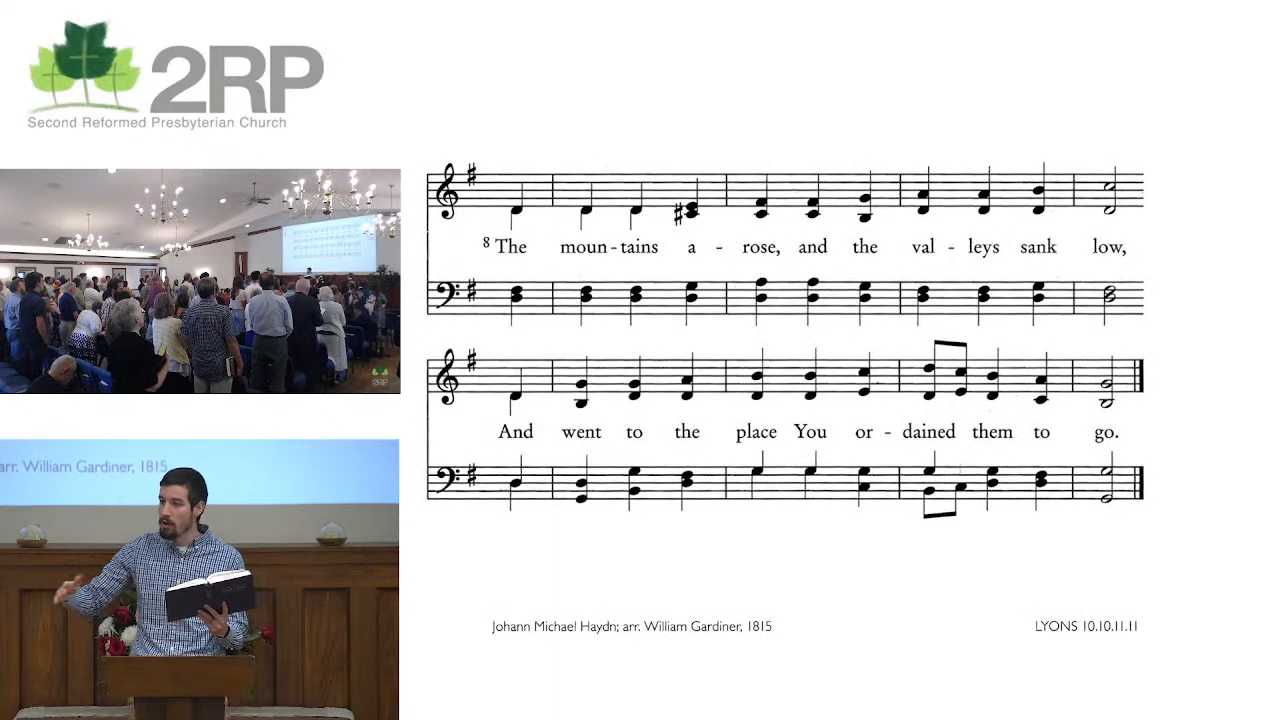 2RP
Second Reformed Presbyterian Church
8 The moun - tains a - rose, and the val - leys sank low,
And went to the place You or - dained them to go.
arr. William Gardiner, 1815
Johann Michael Haydn; arr. William Gardiner, 1815
LYONS 10.10.11.11